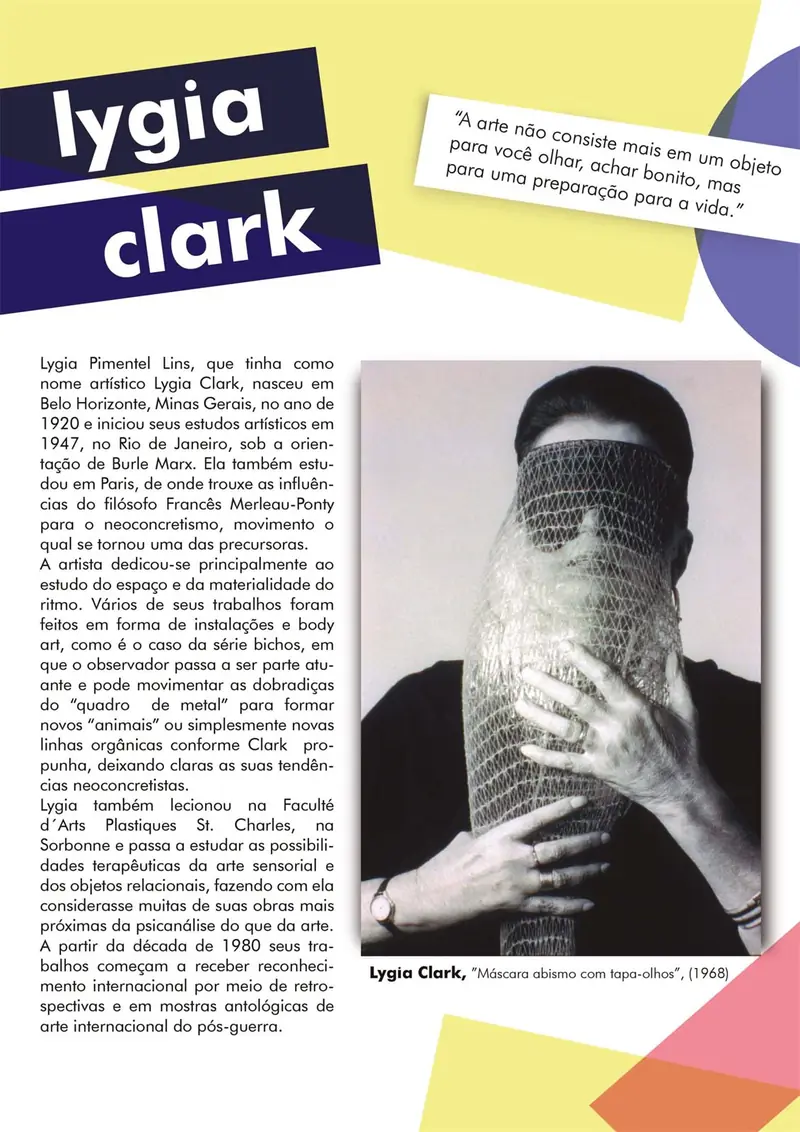 lygia
clark
“A arte não consiste mais em um objeto
para você olhar, achar bonito, mas
para uma preparação para a vida.”
Lygia Pimentel Lins, que tinha como
nome artístico Lygia Clark, nasceu em
Belo Horizonte, Minas Gerais, no ano de
1920 e iniciou seus estudos artísticos em
1947, no Rio de Janeiro, sob a orien-
tação de Burle Marx. Ela também estu-
dou em Paris, de onde trouxe as influên-
cias do filósofo Francês Merleau-Ponty
para o neoconcretismo, movimento o
qual se tornou uma das precursoras.
A artista dedicou-se principalmente ao
estudo do espaço e da materialidade do
ritmo. Vários de seus trabalhos foram
feitos em forma de instalações e body
art, como é o caso da série bichos, em
que o observador passa a ser parte atu-
ante e pode movimentar as dobradiças
do “quadro de metal” para formar
novos “animais” ou simplesmente novas
linhas orgânicas conforme Clark pro-
punha, deixando claras as suas tendên-
cias neoconcretistas.
Lygia também lecionou na Faculté
d´Arts Plastiques St. Charles, na
Sorbonne e passa a estudar as possibili-
dades terapêuticas da arte sensorial e
dos objetos relacionais, fazendo com ela
considerasse muitas de suas obras mais
próximas da psicanálise do que da arte.
A partir da década de 1980 seus tra-
balhos começam a receber reconheci-
mento internacional por meio de retro-
spectivas e em mostras antológicas de
arte internacional do pós-guerra.
Lygia Clark, ”Máscara abismo com tapa-olhos”, (1968)